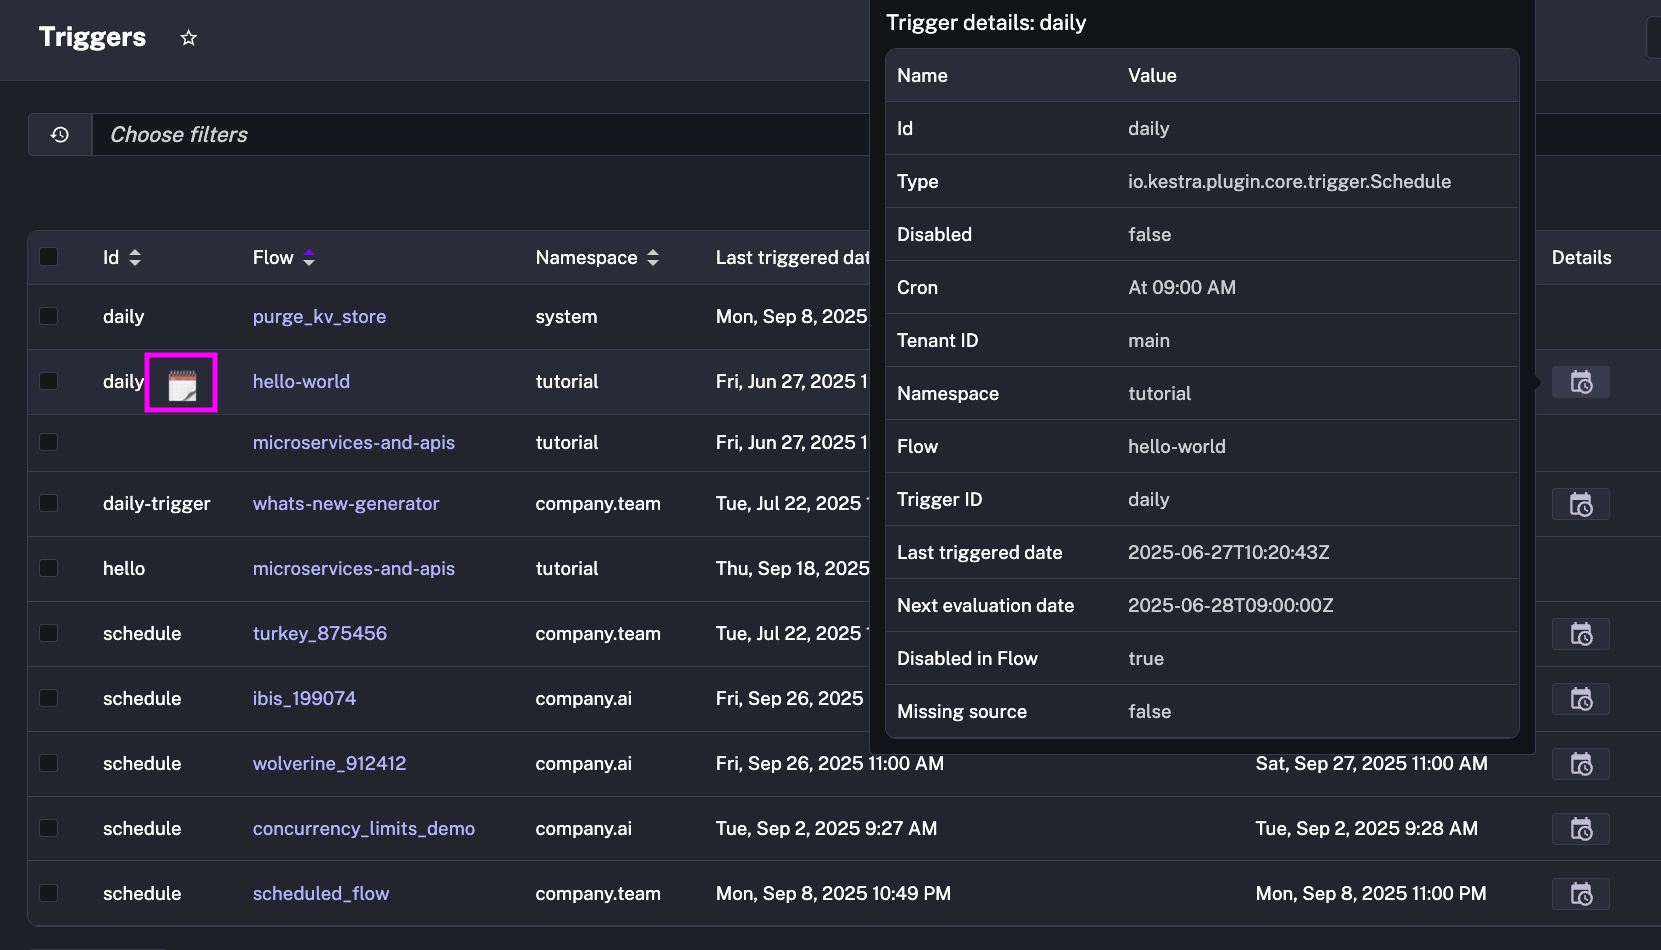 Triggers
Choose filters
Id Flow Namespace Last triggered dat Details
daily purge_kv_store system Mon, Sep 8, 2025
daily hello-world tutorial Fri, Jun 27, 2025 1
microservices-and-apis tutorial Fri, Jun 27, 2025 1
daily-trigger whats-new-generator company.team Tue, Jul 22, 2025
hello microservices-and-apis tutorial Thu, Sep 18, 2025
schedule turkey_875456 company.team Tue, Jul 22, 2025
schedule ibis_199074 company.ai Fri, Sep 26, 2025
schedule wolverine_912412 company.ai Fri, Sep 26, 2025 11:00 AM Sat, Sep 27, 2025 11:00 AM
schedule concurrency_limits_demo company.ai Tue, Sep 2, 2025 9:27 AM Tue, Sep 2, 2025 9:28 AM
schedule scheduled_flow company.team Mon, Sep 8, 2025 10:49 PM Mon, Sep 8, 2025 11:00 PM
Trigger details: daily
Name Value
Id daily
Type io.kestra.plugin.core.trigger.Schedule
Disabled false
Cron At 09:00 AM
Tenant ID main
Namespace tutorial
Flow hello-world
Trigger ID daily
Last triggered date 2025-06-27T10:20:43Z
Next evaluation date 2025-06-28T09:00:00Z
Disabled in Flow true
Missing source false